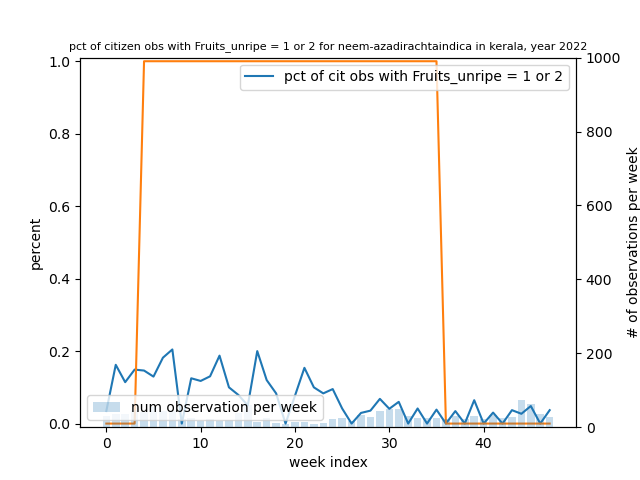 pct of citizen obs with Fruits_unripe = 1 or 2 for neem-azadirachtaindica in kerala, year 2022
pct of cit obs with Fruits_unripe = 1 or 2
num observation per week
percent
1.0
0.8
0.6
0.4
0.2
0.0
1000
800
600
400
200
0
# of observations per week
0 10 20 30 40
week index